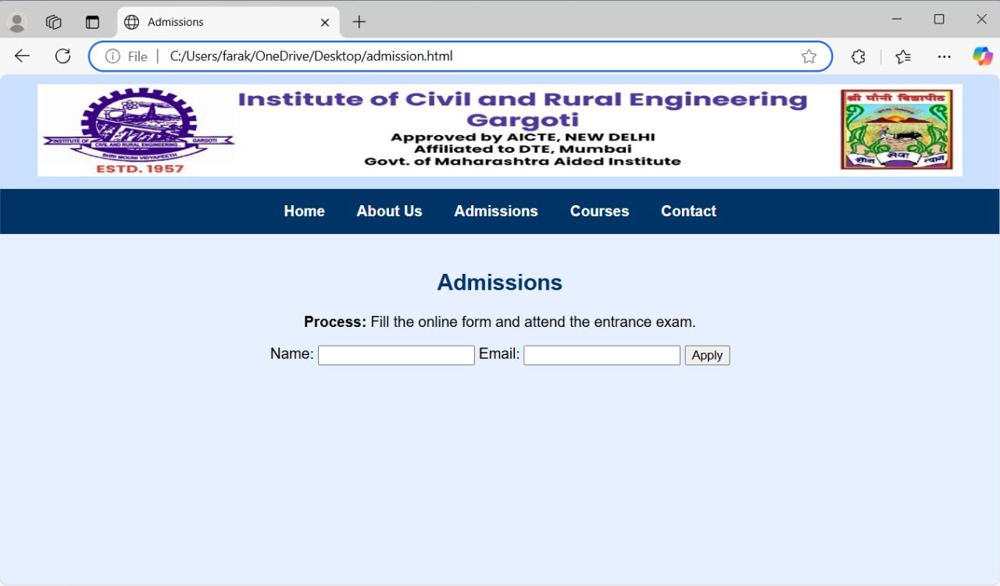 Admissions
File
C:/Users/farak/OneDrive/Desktop/admission.html
INSTITUTE OF
CIVIL AND RURAL ENGINEERING.
GARGOTI
SHRI MOUNI VIDYAPEETH
ESTD. 1957
Institute of Civil and Rural Engineering
Gargoti
Approved by AICTE, NEW DELHI
Affiliated to DTE, Mumbai
Govt. of Maharashtra Aided Institute
श्री मौनी विद्यापीठ
सेवा त्याग
Home About Us Admissions Courses Contact
Admissions
Process: Fill the online form and attend the entrance exam.
Name: Email: Apply